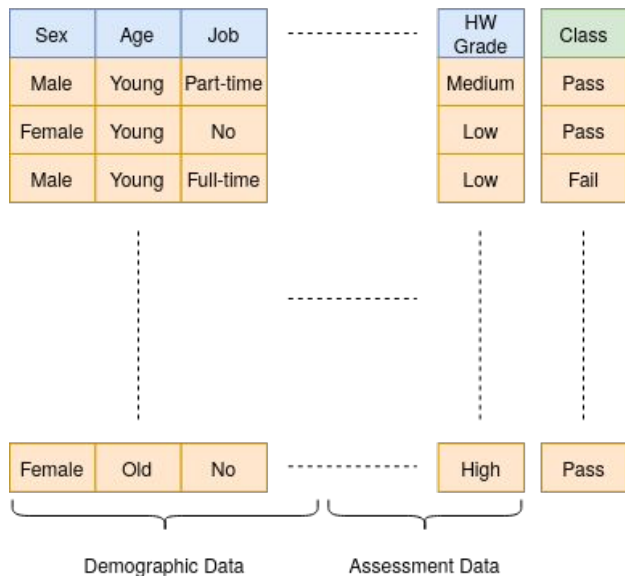 Sex Age Job HW Grade Class
Male Young Part-time Medium Pass
Female Young No Low Pass
Male Young Full-time Low Fail
Female Old No High Pass
Demographic Data Assessment Data